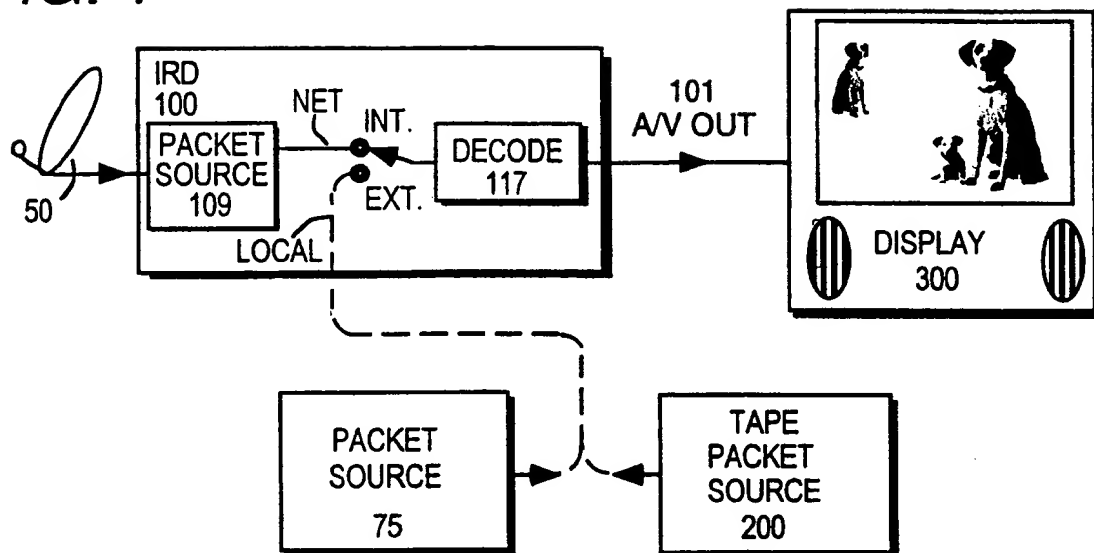 IRD
100
PACKET
SOURCE
109
NET
INT.
EXT.
LOCAL
DECODE
117
50
101
A/V OUT
DISPLAY
300
PACKET
SOURCE
75
TAPE
PACKET
SOURCE
200